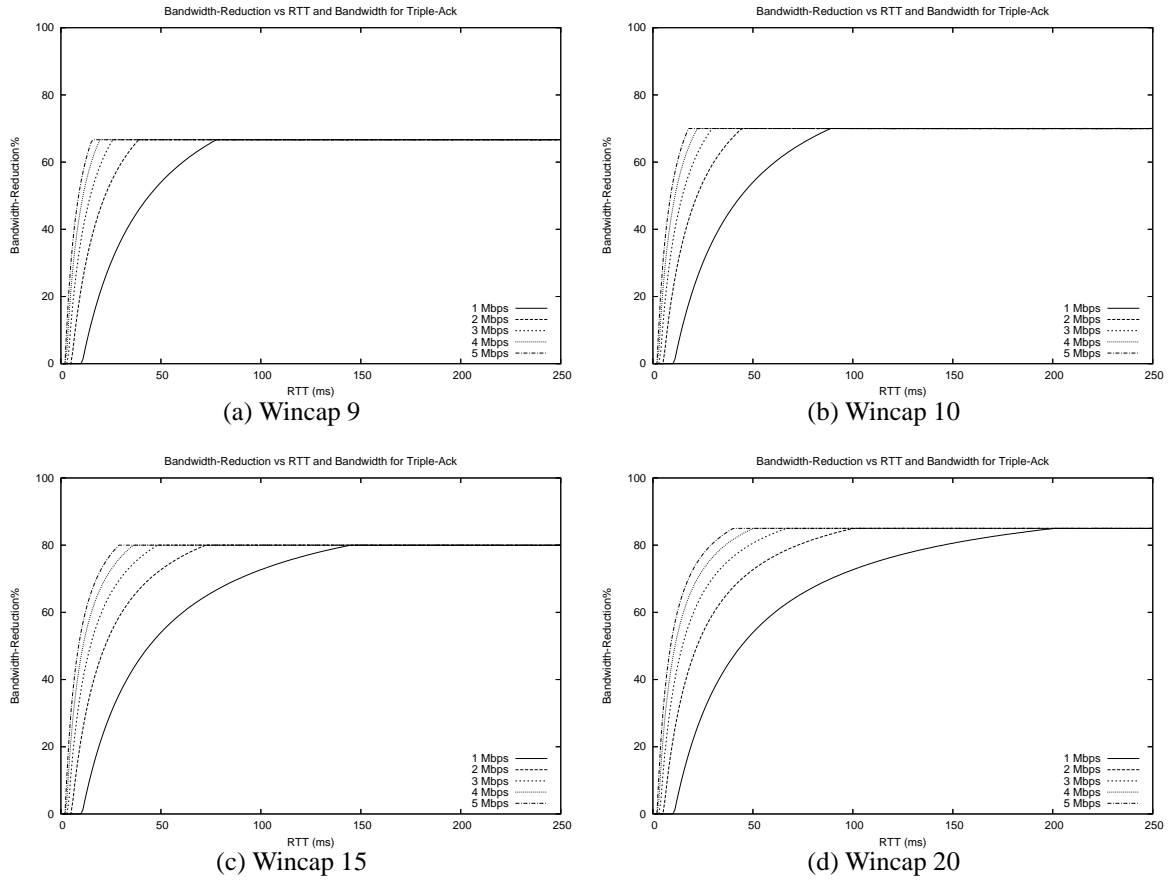 Bandwidth-Reduction vs RTT and Bandwidth for Triple-Ack
100
80
60
40
20
0
Bandwidth-Reduction%
1 Mbps
2 Mbps
3 Mbps
4 Mbps
5 Mbps
0 50 100 150 200 250
RTT (ms)
(a) Wincap 9
Bandwidth-Reduction vs RTT and Bandwidth for Triple-Ack
100
80
60
40
20
0
Bandwidth-Reduction%
1 Mbps
2 Mbps
3 Mbps
4 Mbps
5 Mbps
0 50 100 150 200 250
RTT (ms)
(b) Wincap 10
Bandwidth-Reduction vs RTT and Bandwidth for Triple-Ack
100
80
60
40
20
0
Bandwidth-Reduction%
1 Mbps
2 Mbps
3 Mbps
4 Mbps
5 Mbps
0 50 100 150 200 250
RTT (ms)
(c) Wincap 15
Bandwidth-Reduction vs RTT and Bandwidth for Triple-Ack
100
80
60
40
20
0
Bandwidth-Reduction%
1 Mbps
2 Mbps
3 Mbps
4 Mbps
5 Mbps
0 50 100 150 200 250
RTT (ms)
(d) Wincap 20